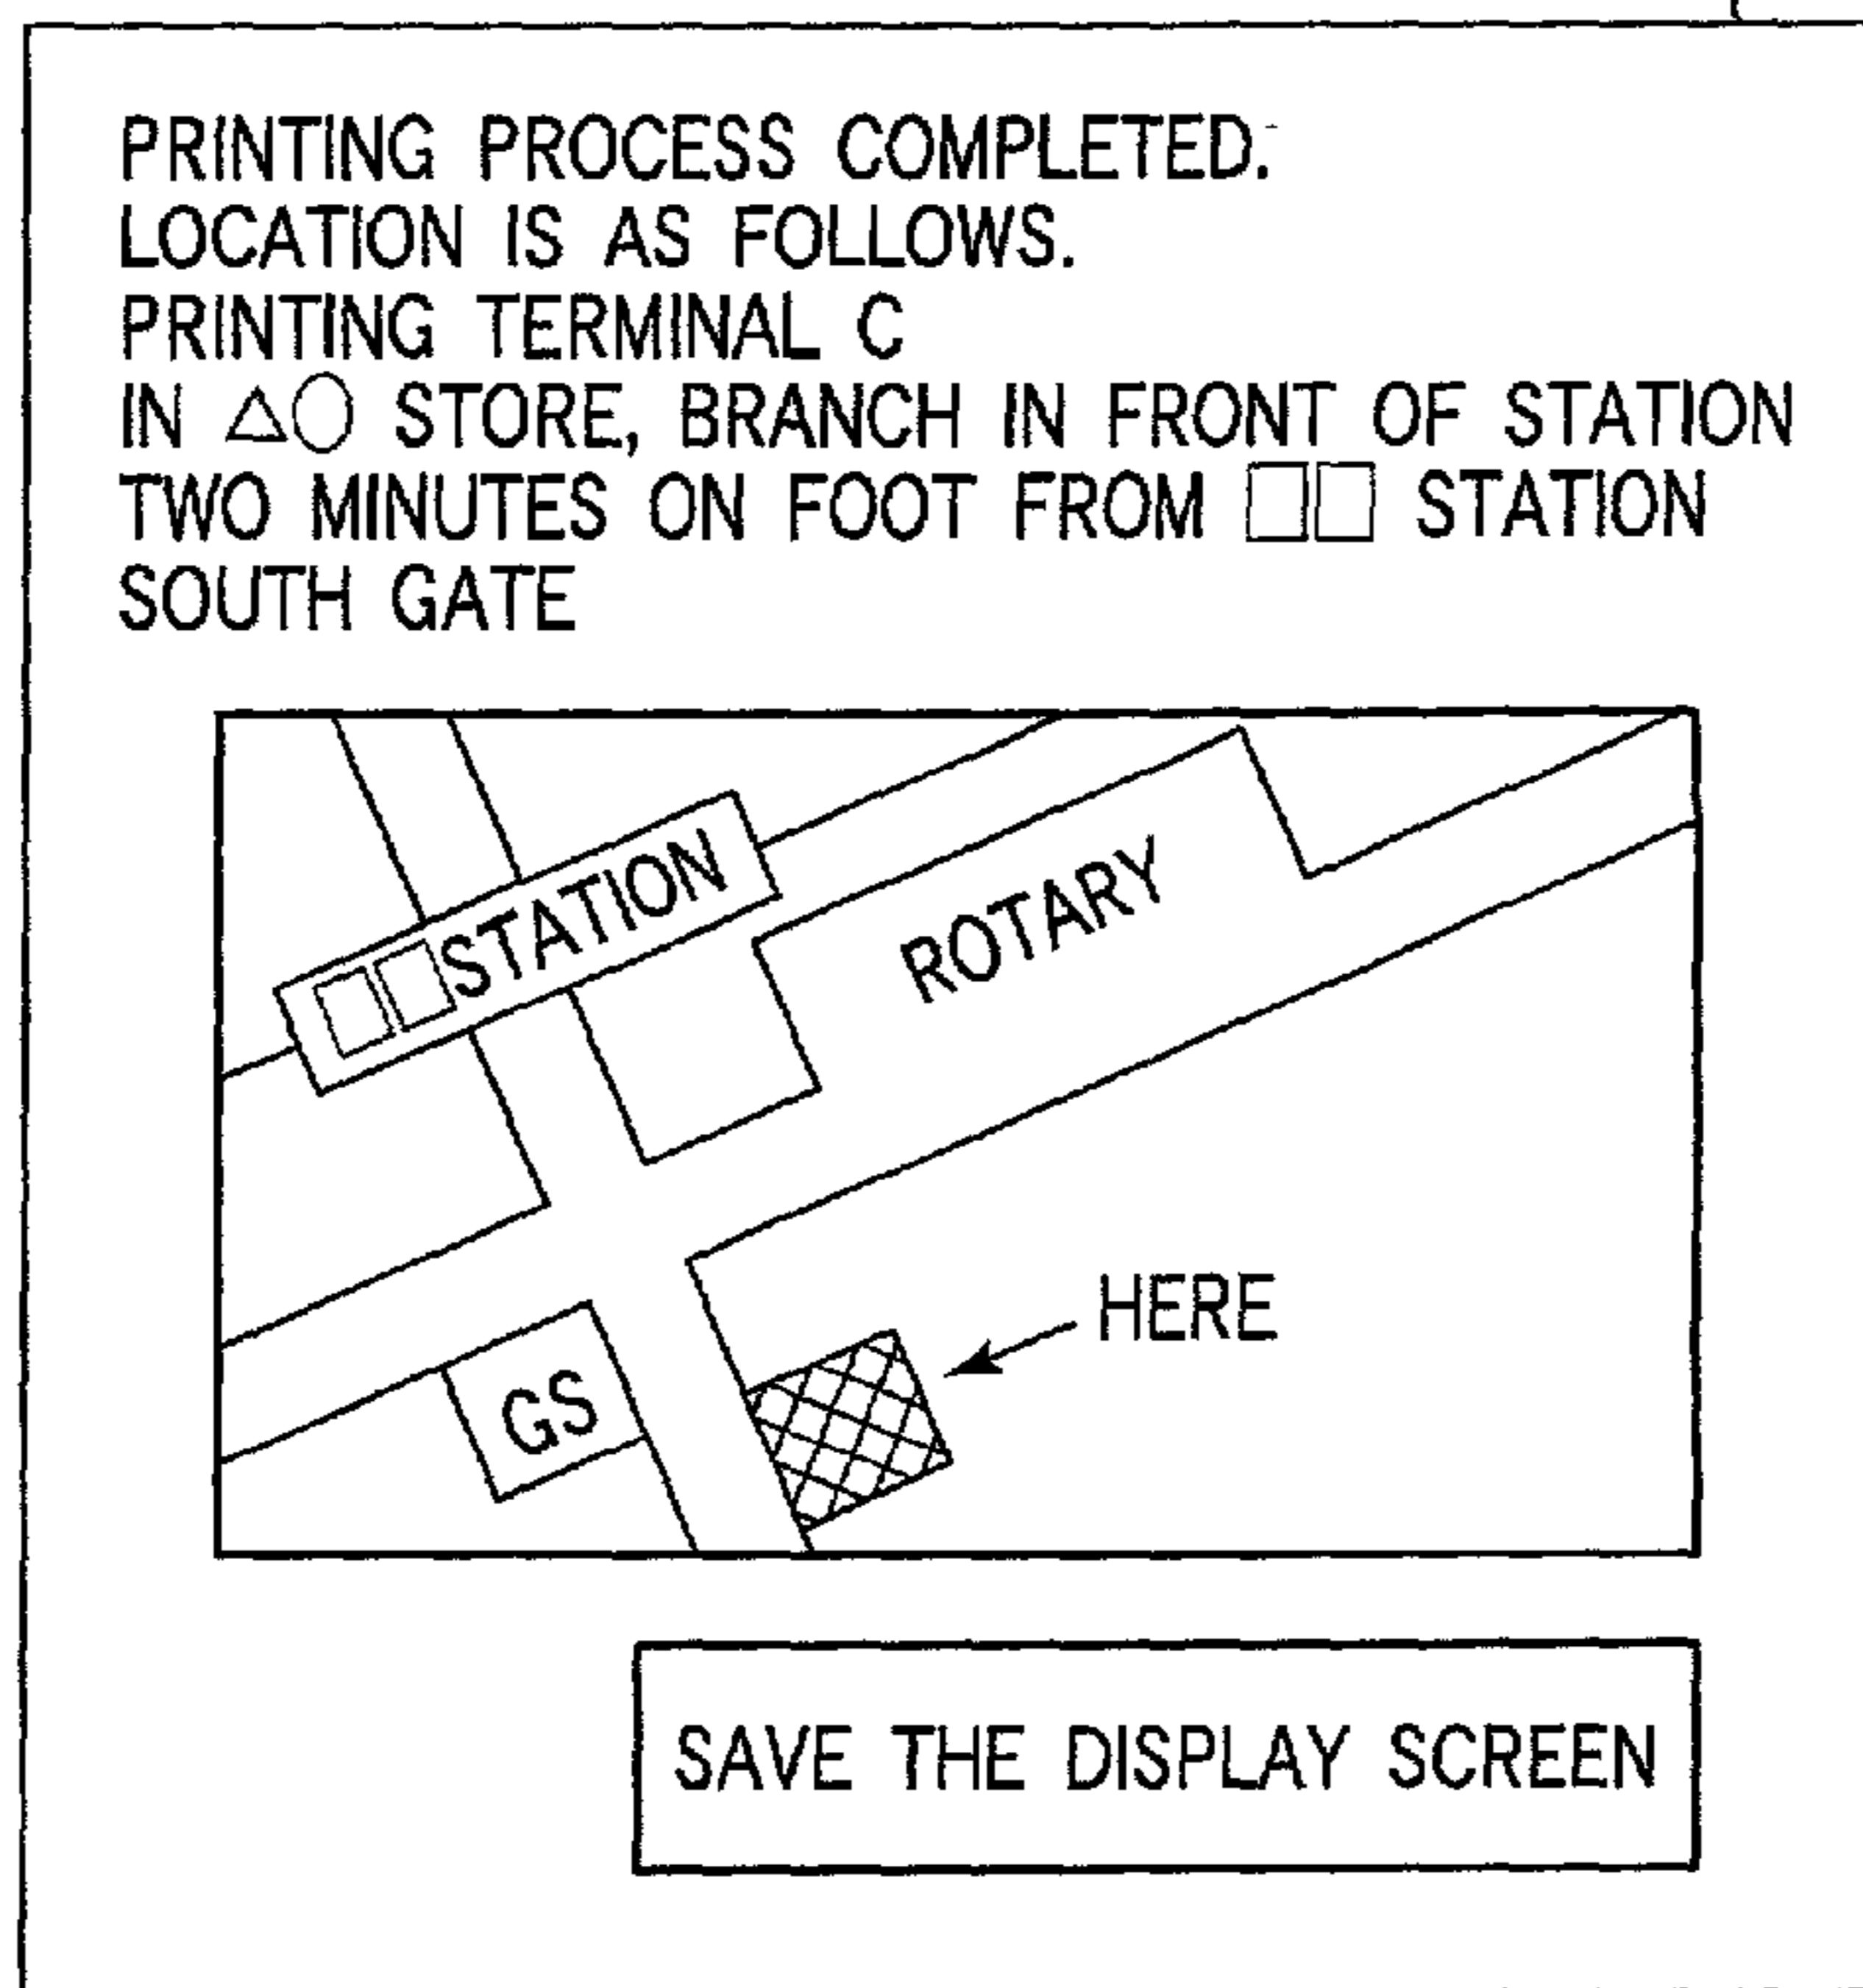 PRINTING PROCESS COMPLETED.
LOCATION IS AS FOLLOWS.
PRINTING TERMINAL C
IN △○ STORE, BRANCH IN FRONT OF STATION
TWO MINUTES ON FOOT FROM □□ STATION
SOUTH GATE
□□STATION
ROTARY
HERE
GS
SAVE THE DISPLAY SCREEN